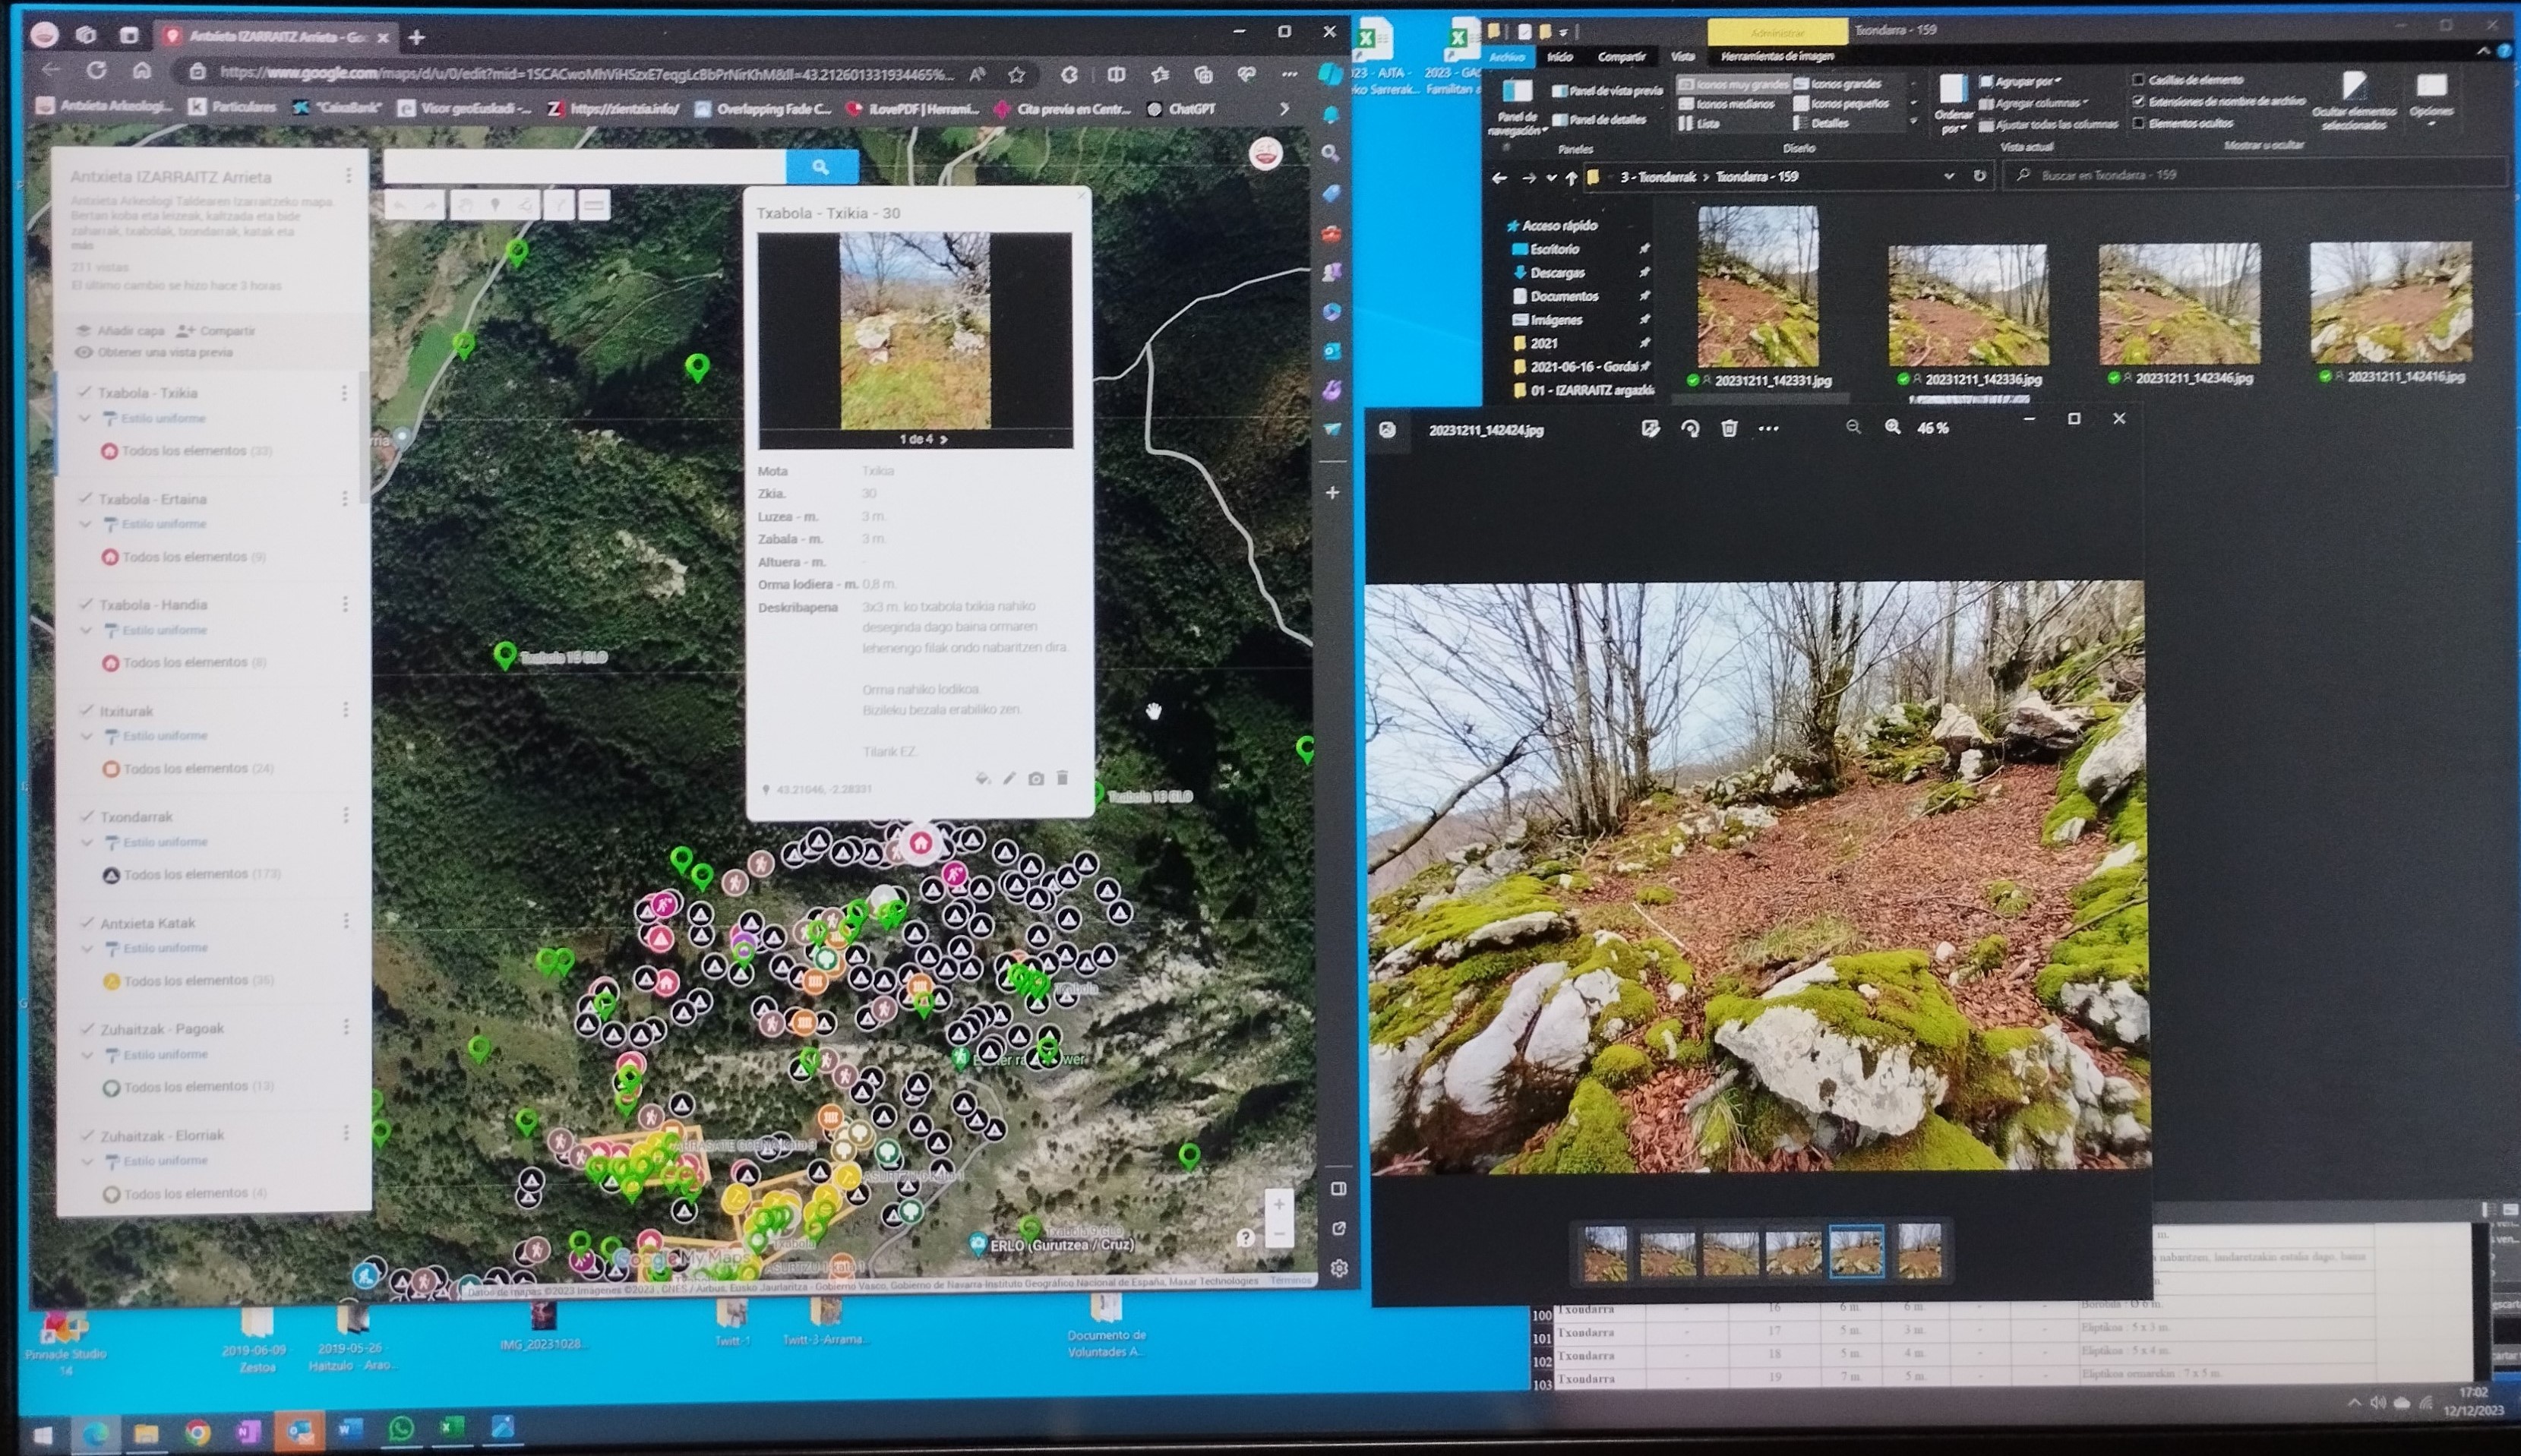 Antxieta IZARRAITZ Arrieta - Go
https://www.google.com/maps/d/u/0/edit?mid=1SCACwoMhViHSzxE7eqgLcBbPrNirKhM&ll=43.212601331934465%...
Antxieta Arkeologi...
Particulares
"CaixaBank"
Visor geoEuskadi -...
https://zientzia.info/
Overlapping Fade C...
iLovePDF | Herrami...
Cita previa en Centr...
ChatGPT
Antxieta IZARRAITZ Arrieta
Antxieta Arkeologi Taldearen Izarraitzeko mapa.
Bertan koba eta leizeak, kaltzada eta bide
zaharrak, txabolak, txondarrak, katak eta
más
211 vistas
El último cambio se hizo hace 3 horas
Añadir capa Compartir
Obtener una vista previa
Txabola - Txikia
Estilo uniforme
Todos los elementos (33)
Txabola - Ertaina
Estilo uniforme
Todos los elementos (9)
Txabola - Handia
Estilo uniforme
Todos los elementos (8)
Itxiturak
Estilo uniforme
Todos los elementos (24)
Txondarrak
Estilo uniforme
Todos los elementos (173)
Antxieta Katak
Estilo uniforme
Todos los elementos (35)
Zuhaitzak - Pagoak
Estilo uniforme
Todos los elementos (13)
Zuhaitzak - Elorriak
Estilo uniforme
Todos los elementos (4)
Txabola - Txikia - 30
1 de 4
Mota Txikia
Zkia. 30
Luzea - m. 3 m.
Zabala - m. 3 m.
Altuera - m. -
Orma lodiera - m. 0,8 m.
Deskribapena 3x3 m. ko txabola txikia nahiko
deseginda dago baina ormaren
lehenengo filak ondo nabaritzen dira.
Orma nahiko lodikoa.
Bizileku bezala erabiliko zen.
Tilarik EZ.
43.21046, -2.28331
Txabola 15 GLO
Txabola 13 GLO
Txabola
ASURTZU
Txabola 9 GLO
ERLO (Gurutzea / Cruz)
Txabola
Google My Maps
Datos de mapas ©2023 Imágenes ©2023 , CNES / Airbus, Eusko Jaurlaritza - Gobierno Vasco, Gobierno de Navarra-Instituto Geográfico Nacional de España, Maxar Technologies Términos
Pinnacle Studio
14
2019-06-09 -
Zestoa
2019-05-26 -
Haitzulo - Arao...
IMG_20231028...
Twitt-1
Twitt-3-Arrama...
Documento de
Voluntades A...
2023 - GA
Familitan
Administrar
Txondarra - 159
Archivo
Inicio
Compartir
Vista
Herramientas de imagen
Panel de
navegación
Panel de vista previa
Panel de detalles
Paneles
Iconos muy grandes
Iconos grandes
Iconos medianos
Iconos pequeños
Lista
Detalles
Diseño
Ordenar
por
Agrupar por
Agregar columnas
Ajustar todas las columnas
Vista actual
Casillas de elemento
Extensiones de nombre de archivo
Elementos ocultos
Ocultar elementos
seleccionados
Mostrar u ocultar
Opciones
3 - Txondarrak > Txondarra - 159
Buscar en Txondarra - 159
Acceso rápido
Escritorio
Descargas
Documentos
Imágenes
2021
2021-06-16 - Gordai
01 - IZARRAITZ argazki
20231211_142331.jpg
20231211_142336.jpg
20231211_142346.jpg
20231211_142416.jpg
20231211_142424.jpg
46 %
nabaritzen, landaretzakin estalia dago, baina
100 Txondarra - 16 6 m. 6 m. - - Borobila : Ø 6 m.
101 Txondarra - 17 5 m. 3 m. - - Eliptikoa : 5 x 3 m.
102 Txondarra - 18 5 m. 4 m. - - Eliptikoa : 5 x 4 m.
103 Txondarra - 19 7 m. 5 m. - - Eliptikoa ormarekin : 7 x 5 m.
17:02
12/12/2023